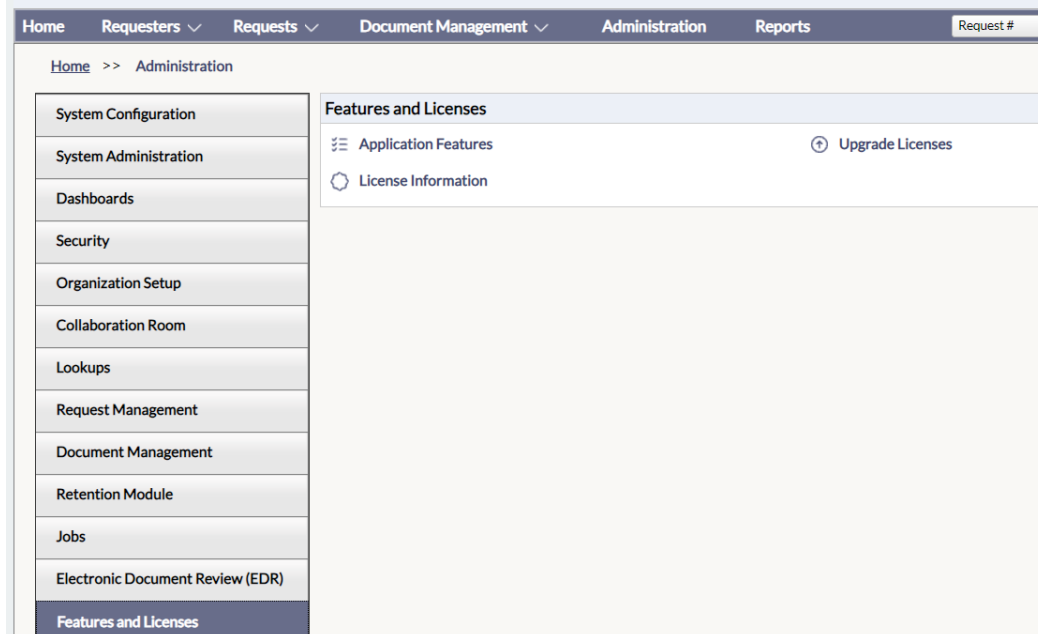 Home Requesters Requests Document Management Administration Reports Request #
Home >> Administration
System Configuration
System Administration
Dashboards
Security
Organization Setup
Collaboration Room
Lookups
Request Management
Document Management
Retention Module
Jobs
Electronic Document Review (EDR)
Features and Licenses
Features and Licenses
Application Features Upgrade Licenses
License Information